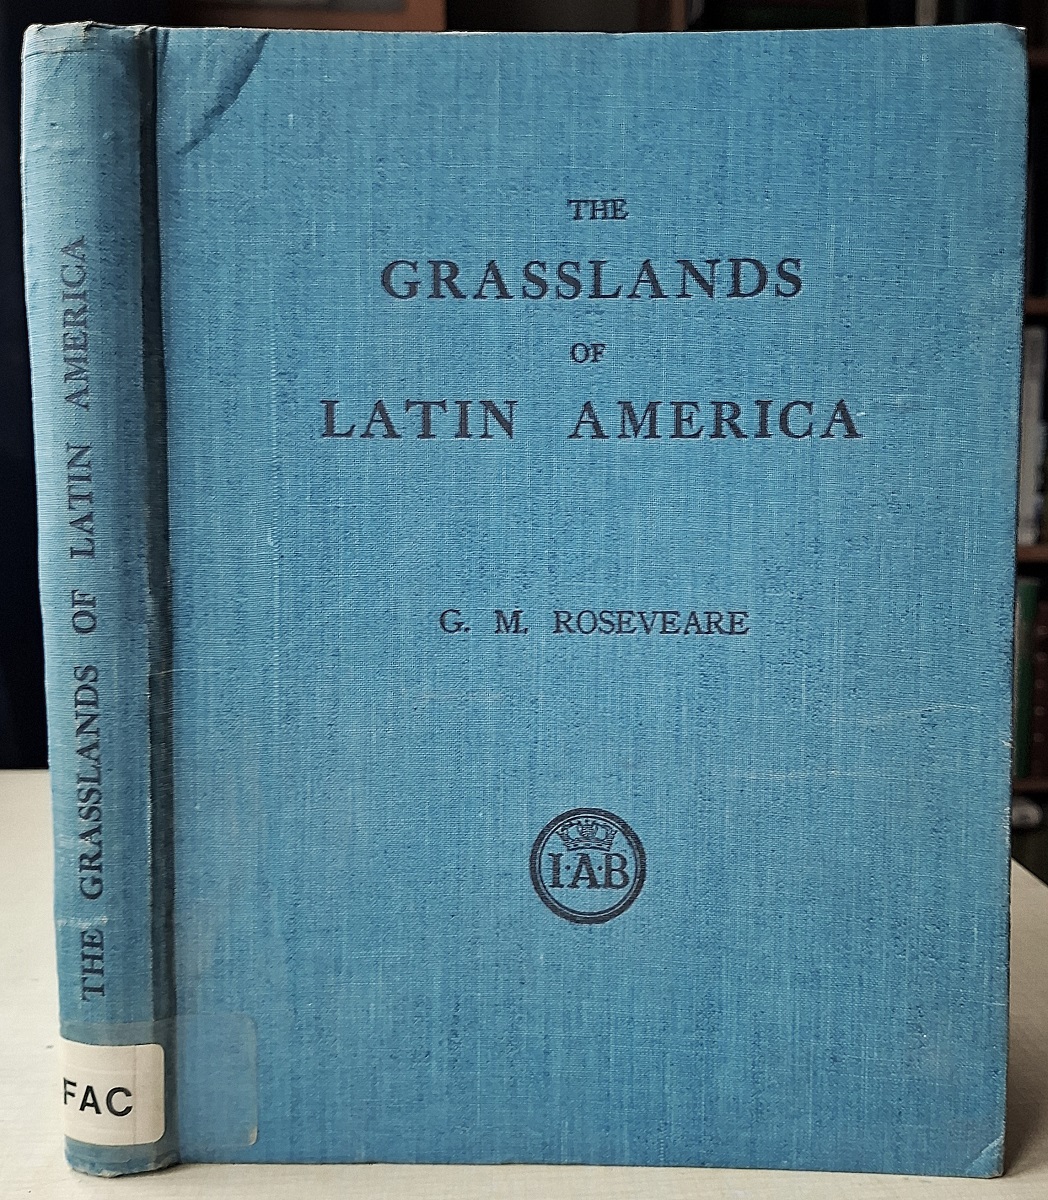 THE
GRASSLANDS
OF
LATIN AMERICA
G. M. ROSEVEARE
I·A·B
THE GRASSLANDS OF LATIN AMERICA
FAC